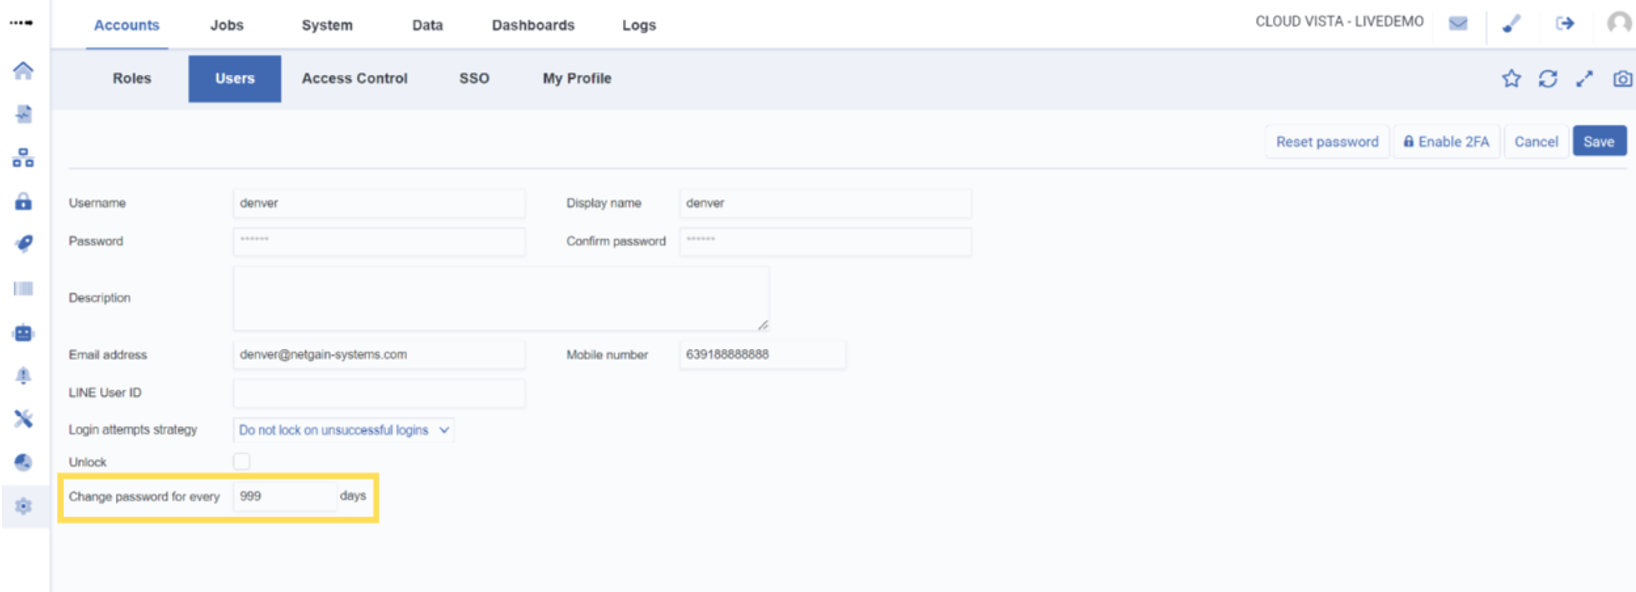 Accounts Jobs System Data Dashboards Logs CLOUD VISTA - LIVEDEMO
Roles Users Access Control SSO My Profile
Reset password Enable 2FA Cancel Save
Username denver Display name denver
Password ****** Confirm password ******
Description
Email address denver@netgain-systems.com Mobile number 639188888888
LINE User ID
Login attempts strategy Do not lock on unsuccessful logins
Unlock
Change password for every 999 days